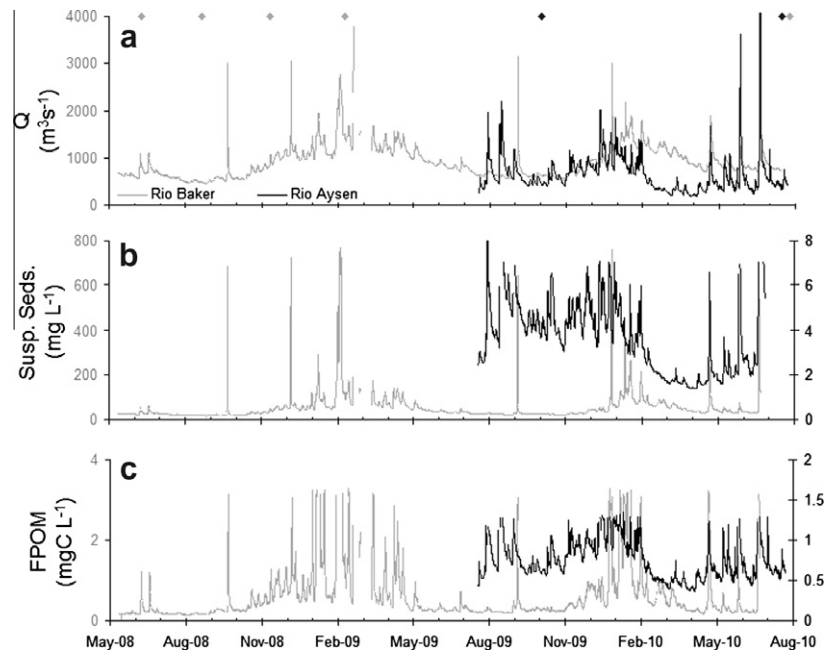 a
Q
(m³s⁻¹)
4000
3000
2000
1000
0
Rio Baker
Rio Aysen
b
Susp. Seds.
(mg L⁻¹)
800
600
400
200
0
8
6
4
2
0
c
FPOM
(mgC L⁻¹)
4
2
0
2
1.5
1
0.5
0
May-08 Aug-08 Nov-08 Feb-09 May-09 Aug-09 Nov-09 Feb-10 May-10 Aug-10